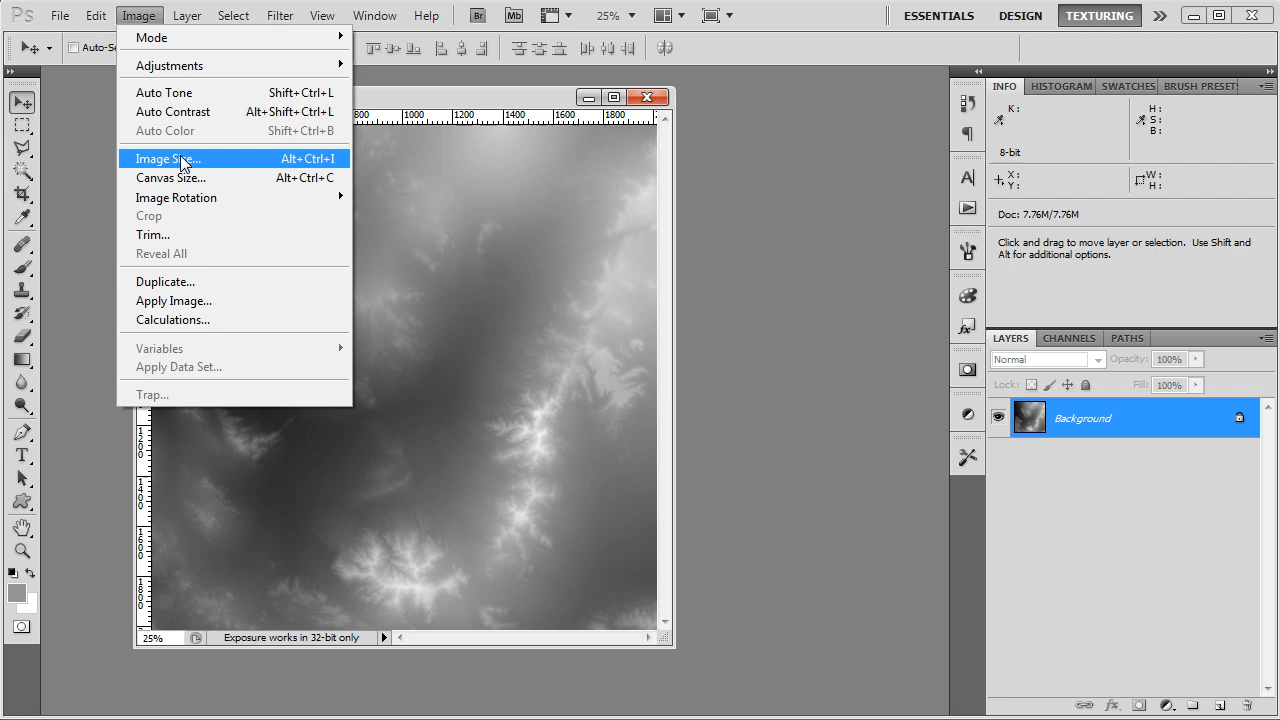 Ps File Edit Image Layer Select Filter View Window Help Br Mb 25% ESSENTIALS DESIGN TEXTURING
Auto-Se
Mode
Adjustments
Auto Tone Shift+Ctrl+L
Auto Contrast Alt+Shift+Ctrl+L
Auto Color Shift+Ctrl+B
Image Size... Alt+Ctrl+I
Canvas Size... Alt+Ctrl+C
Image Rotation
Crop
Trim...
Reveal All
Duplicate...
Apply Image...
Calculations...
Variables
Apply Data Set...
Trap...
800 1000 1200 1400 1600 1800
1200
1400
1600
1800
25% Exposure works in 32-bit only
INFO HISTOGRAM SWATCHES BRUSH PRESET
K: H:
S:
B:
8-bit
X: W:
Y: H:
Doc: 7.76M/7.76M
Click and drag to move layer or selection. Use Shift and
Alt for additional options.
LAYERS CHANNELS PATHS
Normal Opacity: 100%
Lock: Fill: 100%
Background